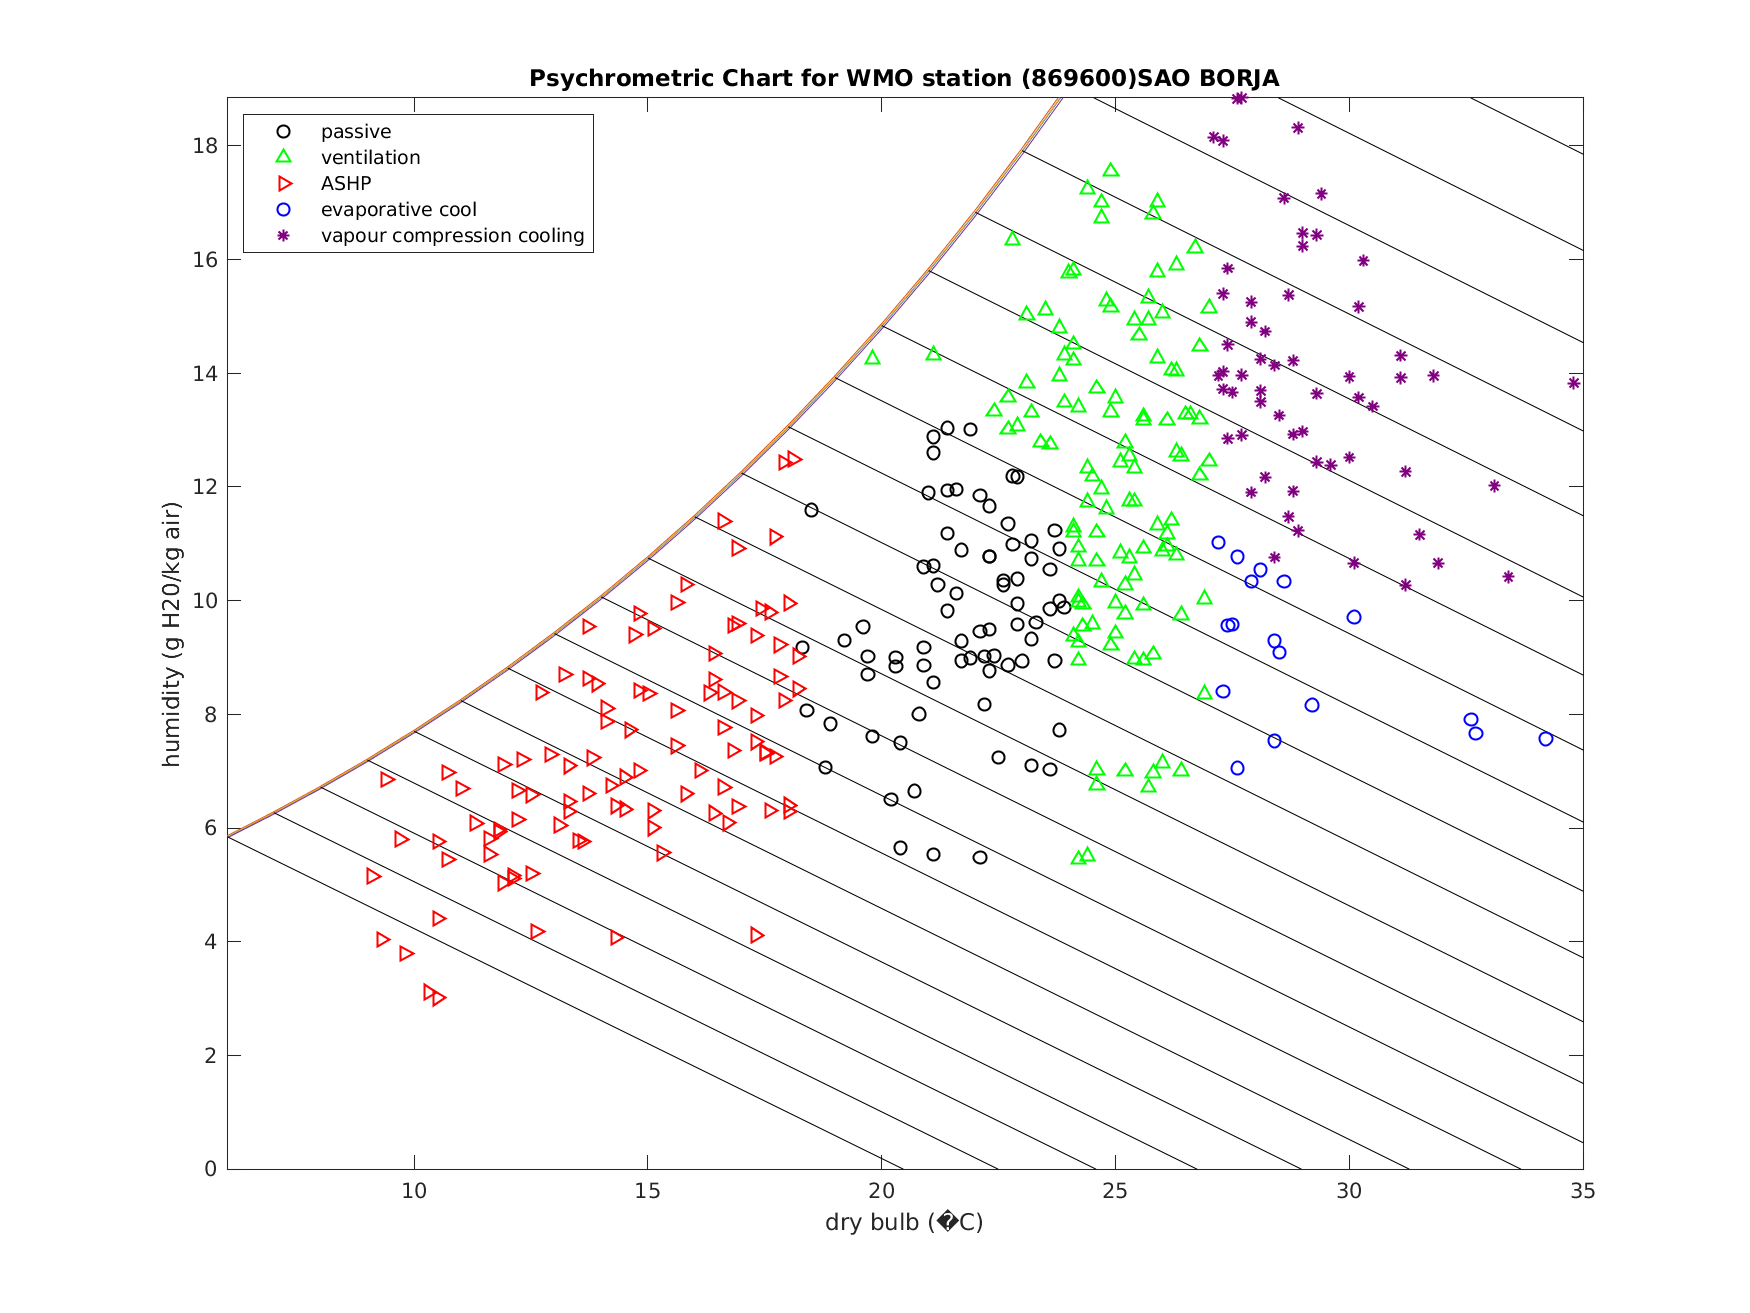 Psychrometric Chart for WMO station (869600)SAO BORJA
passive
ventilation
ASHP
evaporative cool
vapour compression cooling
humidity (g H20/kg air)
18
16
14
12
10
8
6
4
2
0
10 15 20 25 30 35
dry bulb (�C)